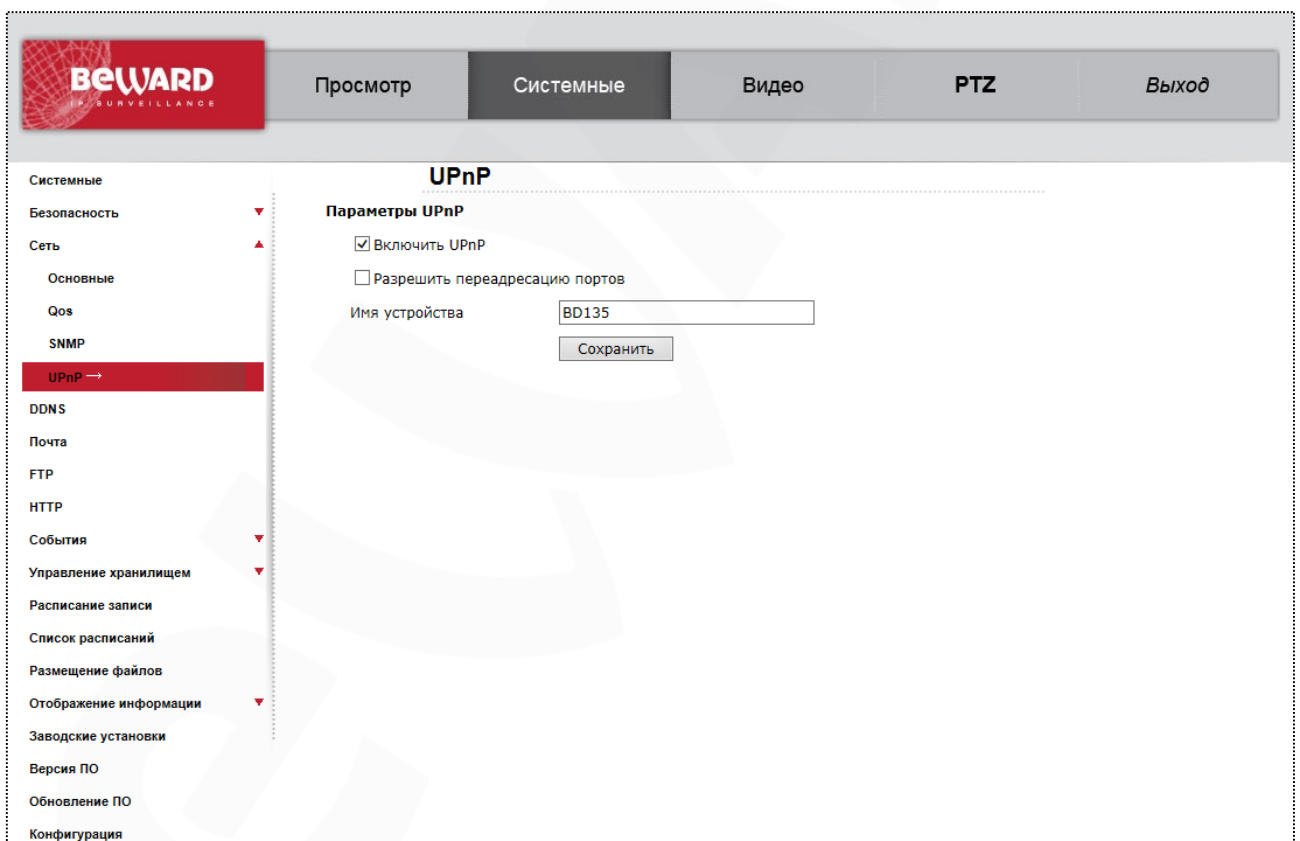 BEWARD
IP SURVEILLANCE
Просмотр
Системные
Видео
PTZ
Выход
Системные
Безопасность
Сеть
Основные
Qos
SNMP
UPnP →
DDNS
Почта
FTP
HTTP
События
Управление хранилищем
Расписание записи
Список расписаний
Размещение файлов
Отображение информации
Заводские установки
Версия ПО
Обновление ПО
Конфигурация
UPnP
Параметры UPnP
Включить UPnP
Разрешить переадресацию портов
Имя устройства BD135
Сохранить